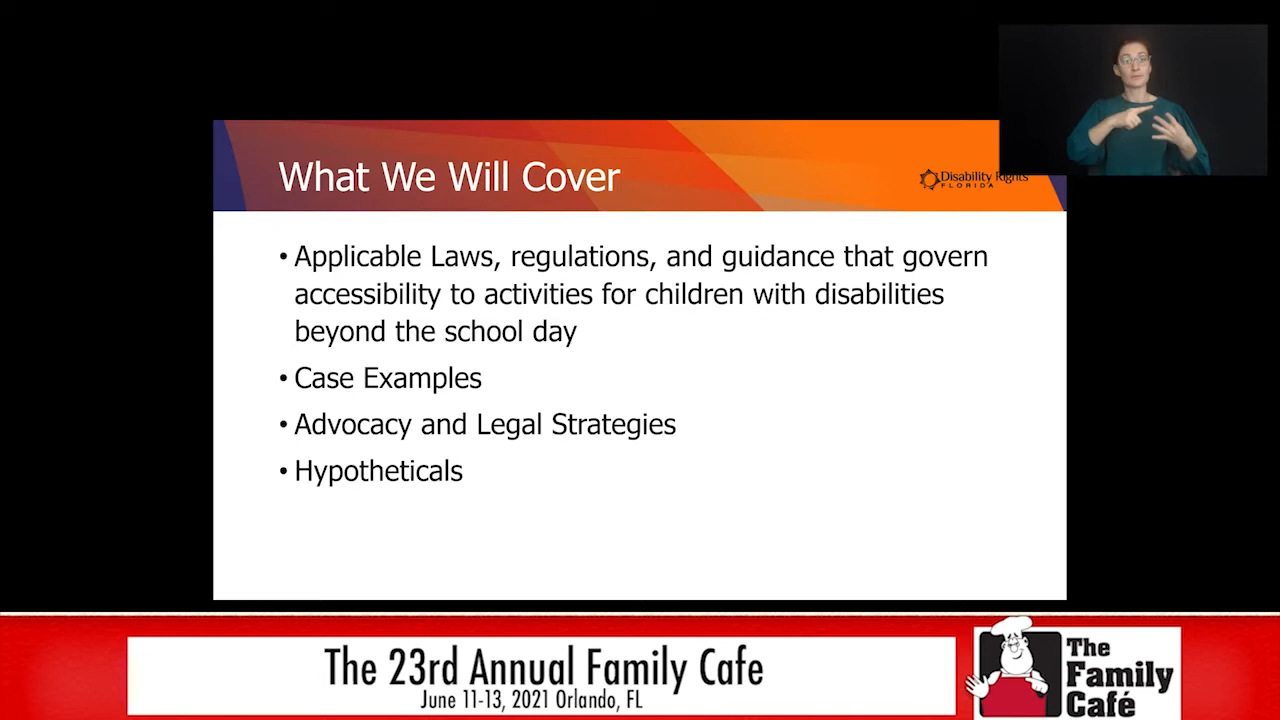 What We Will Cover
Disability Rights
FLORIDA
• Applicable Laws, regulations, and guidance that govern
accessibility to activities for children with disabilities
beyond the school day
• Case Examples
• Advocacy and Legal Strategies
• Hypotheticals
The 23rd Annual Family Cafe
June 11-13, 2021 Orlando, FL
The
Family
Café